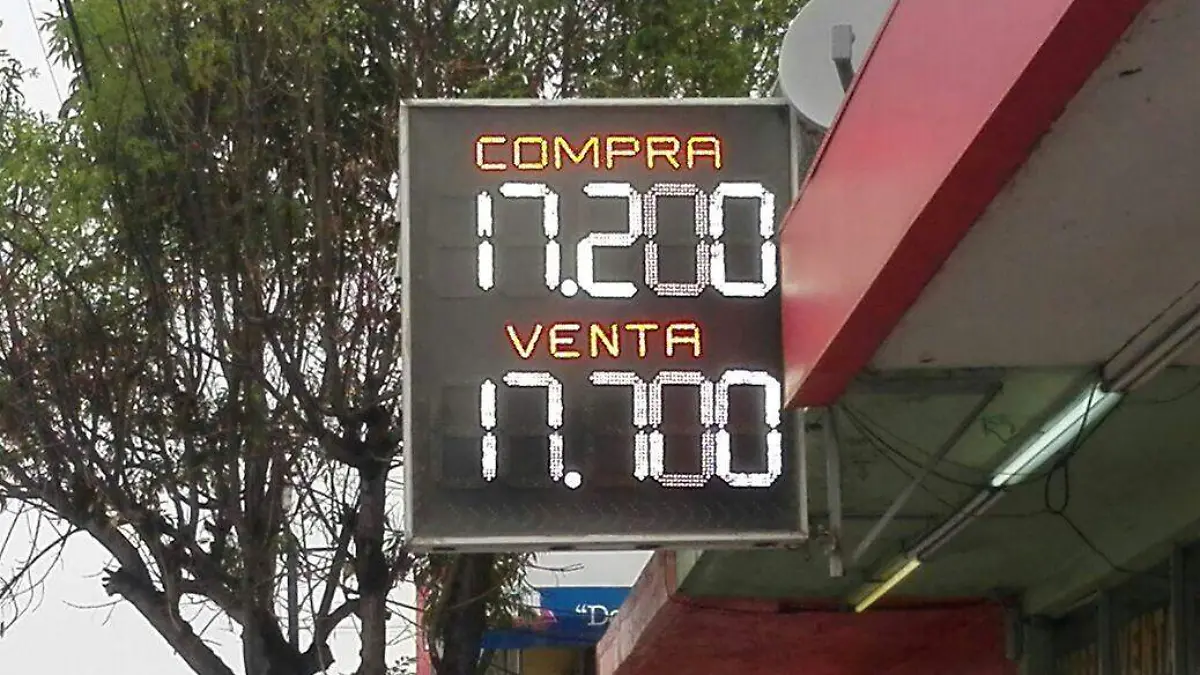 COMPRA
17.200
VENTA
17.700
"D